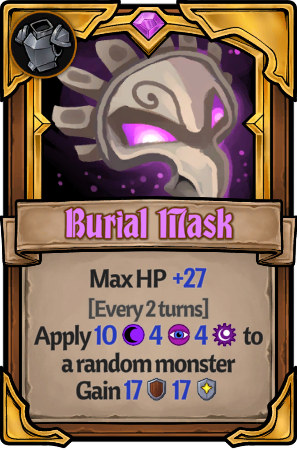 Burial Mask
Max HP +27
[Every 2 turns]
Apply 10 4 4 to
a random monster
Gain 17 17